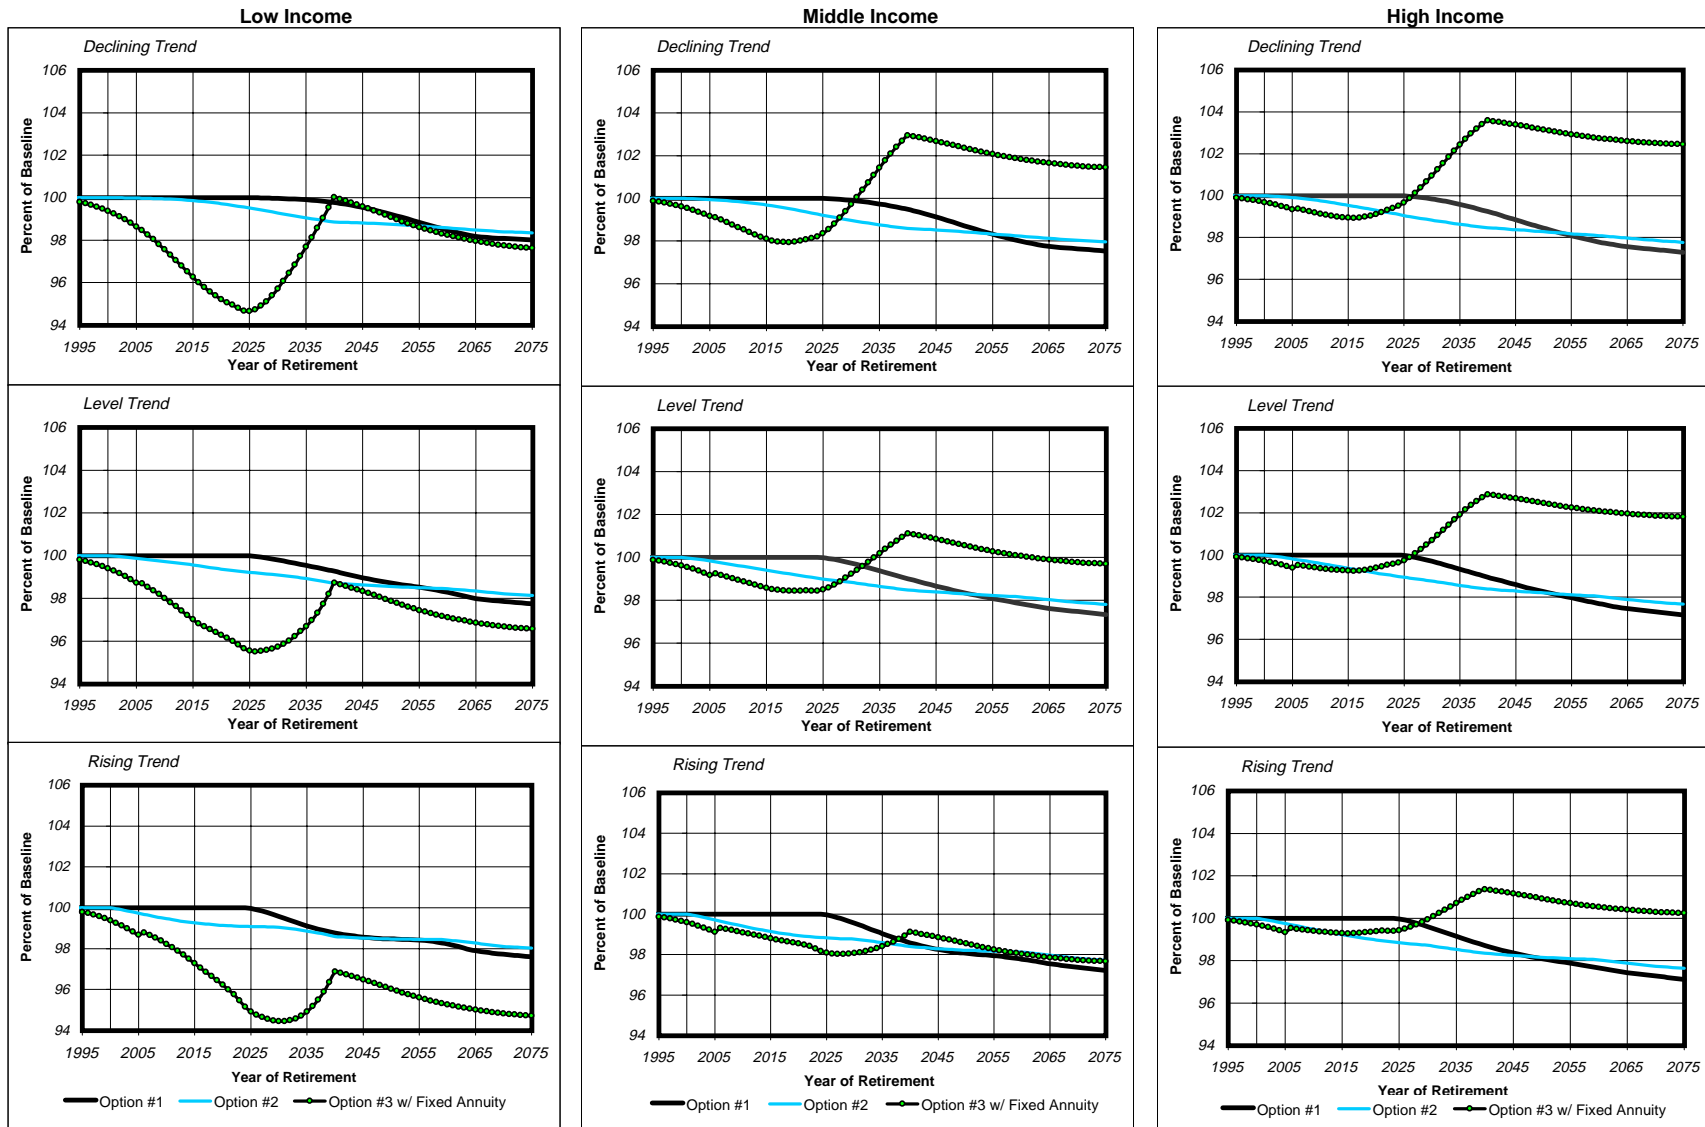 Low Income
Middle Income
High Income
Declining Trend
106
104
102
100
98
96
94
Percent of Baseline
1995 2005 2015 2025 2035 2045 2055 2065 2075
Year of Retirement
Declining Trend
106
104
102
100
98
96
94
Percent of Baseline
1995 2005 2015 2025 2035 2045 2055 2065 2075
Year of Retirement
Declining Trend
106
104
102
100
98
96
94
Percent of Baseline
1995 2005 2015 2025 2035 2045 2055 2065 2075
Year of Retirement
Level Trend
106
104
102
100
98
96
94
Percent of Baseline
1995 2005 2015 2025 2035 2045 2055 2065 2075
Year of Retirement
Level Trend
106
104
102
100
98
96
94
Percent of Baseline
1995 2005 2015 2025 2035 2045 2055 2065 2075
Year of Retirement
Level Trend
106
104
102
100
98
96
94
Percent of Baseline
1995 2005 2015 2025 2035 2045 2055 2065 2075
Year of Retirement
Rising Trend
106
104
102
100
98
96
94
Percent of Baseline
1995 2005 2015 2025 2035 2045 2055 2065 2075
Year of Retirement
Option #1 Option #2 Option #3 w/ Fixed Annuity
Rising Trend
106
104
102
100
98
96
94
Percent of Baseline
1995 2005 2015 2025 2035 2045 2055 2065 2075
Year of Retirement
Option #1 Option #2 Option #3 w/ Fixed Annuity
Rising Trend
106
104
102
100
98
96
94
Percent of Baseline
1995 2005 2015 2025 2035 2045 2055 2065 2075
Year of Retirement
Option #1 Option #2 Option #3 w/ Fixed Annuity